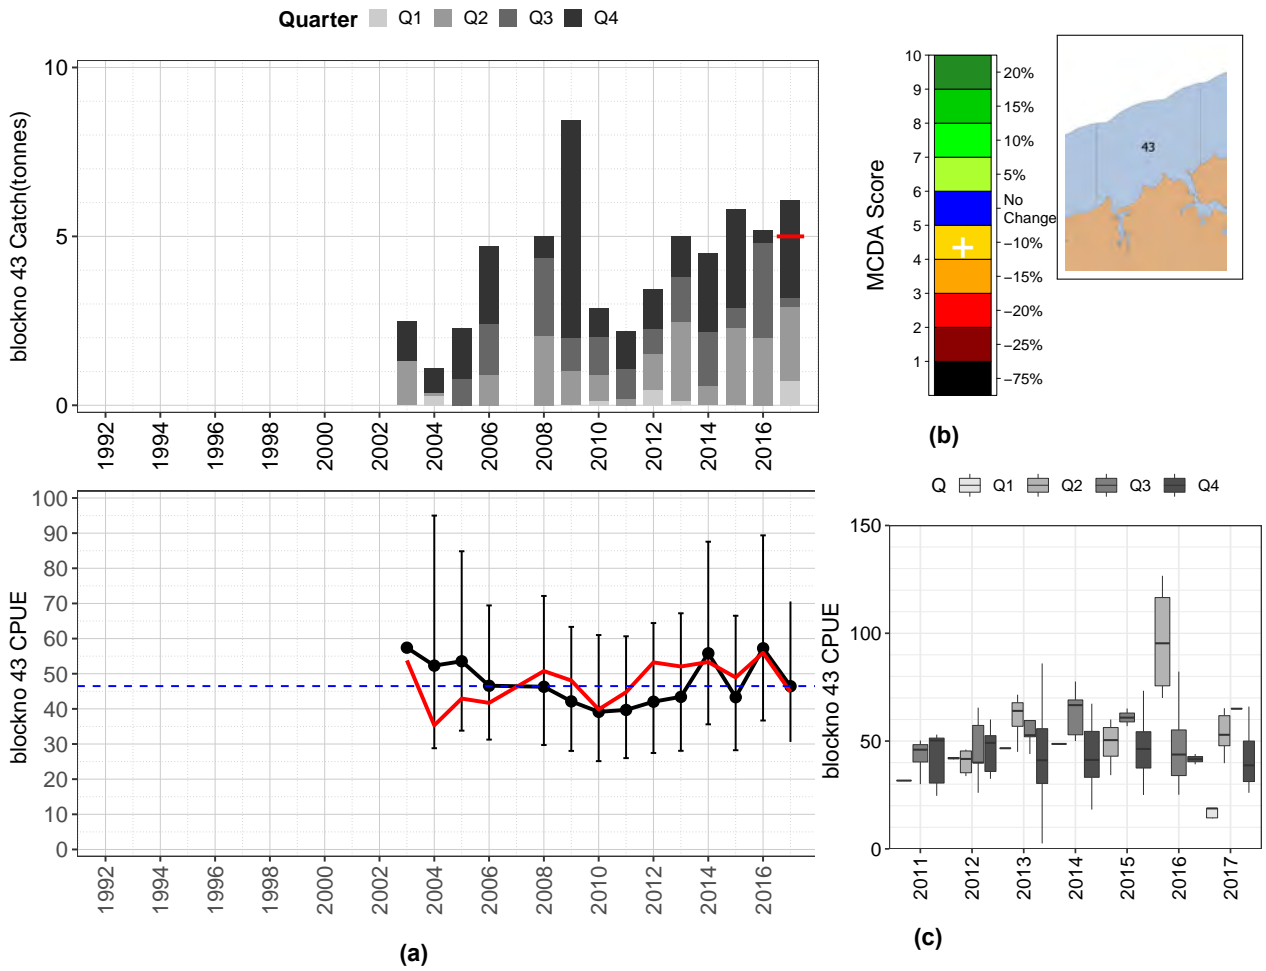 Quarter Q1 Q2 Q3 Q4
blockno 43 Catch(tonnes)
10
5
0
1992 1994 1996 1998 2000 2002 2004 2006 2008 2010 2012 2014 2016
MCDA Score
10
9
8
7
6
5
4
3
2
1
20%
15%
10%
5%
No
Change
−10%
−15%
−20%
−25%
−75%
43
(b)
blockno 43 CPUE
100
90
80
70
60
50
40
30
20
10
0
1992 1994 1996 1998 2000 2002 2004 2006 2008 2010 2012 2014 2016
(a)
Q Q1 Q2 Q3 Q4
blockno 43 CPUE
150
100
50
0
2011 2012 2013 2014 2015 2016 2017
(c)